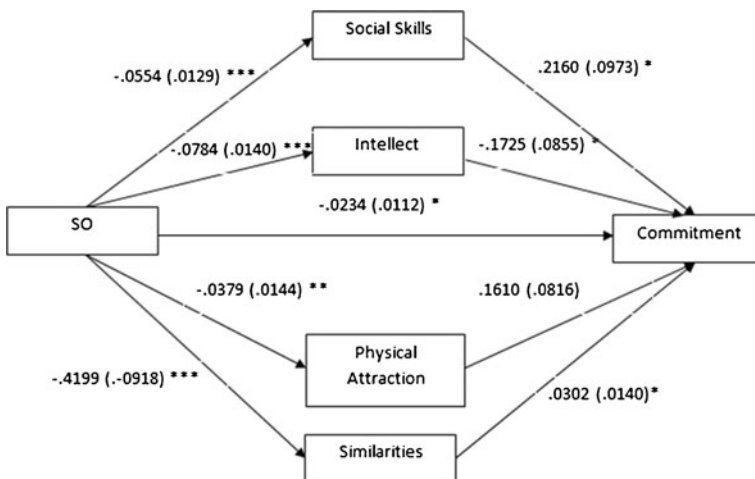 Social Skills
-.0554 (.0129) ***
.2160 (.0973) *
Intellect
-.0784 (.0140) ***
-.1725 (.0855) *
-.0234 (.0112) *
SO
Commitment
-.0379 (.0144) **
.1610 (.0816)
Physical
Attraction
-.4199 (.-0918) ***
.0302 (.0140)*
Similarities